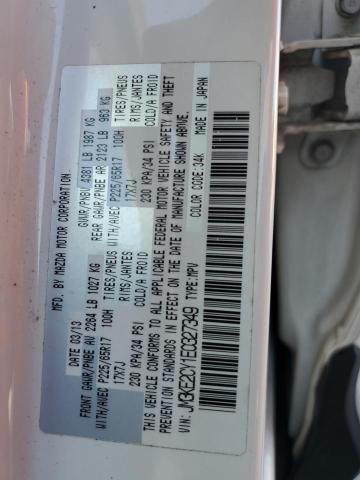 MFD. BY MAZDA MOTOR CORPORATION
DATE 03/13 GVWR/PNBV 4381 LB 1987 KG
FRONT GAWR/PNBE AV 2264 LB 1027 KG REAR GAWR/PNBE AR 2123 LB 963 KG
TIRES/PNEUS WITH/AVEC P225/65R17 100H TIRES/PNEUS WITH/AVEC P225/65R17 100H
RIMS/JANTES 17X7J RIMS/JANTES 17X7J
COLD/A FROID 230 KPA/34 PSI COLD/A FROID 230 KPA/34 PSI
THIS VEHICLE CONFORMS TO ALL APPLICABLE FEDERAL MOTOR VEHICLE SAFETY AND THEFT
PREVENTION STANDARDS IN EFFECT ON THE DATE OF MANUFACTURE SHOWN ABOVE.
VIN: JM3KE2CY1E0327349 TYPE:MPV COLOR CODE:34K MADE IN JAPAN